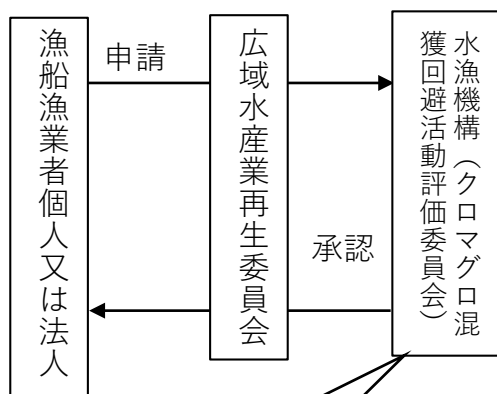 漁船漁業者個人又は法人
申請
広域水産業再生委員会
承認
水漁機構（クロマグロ混
獲回避活動評価委員会）